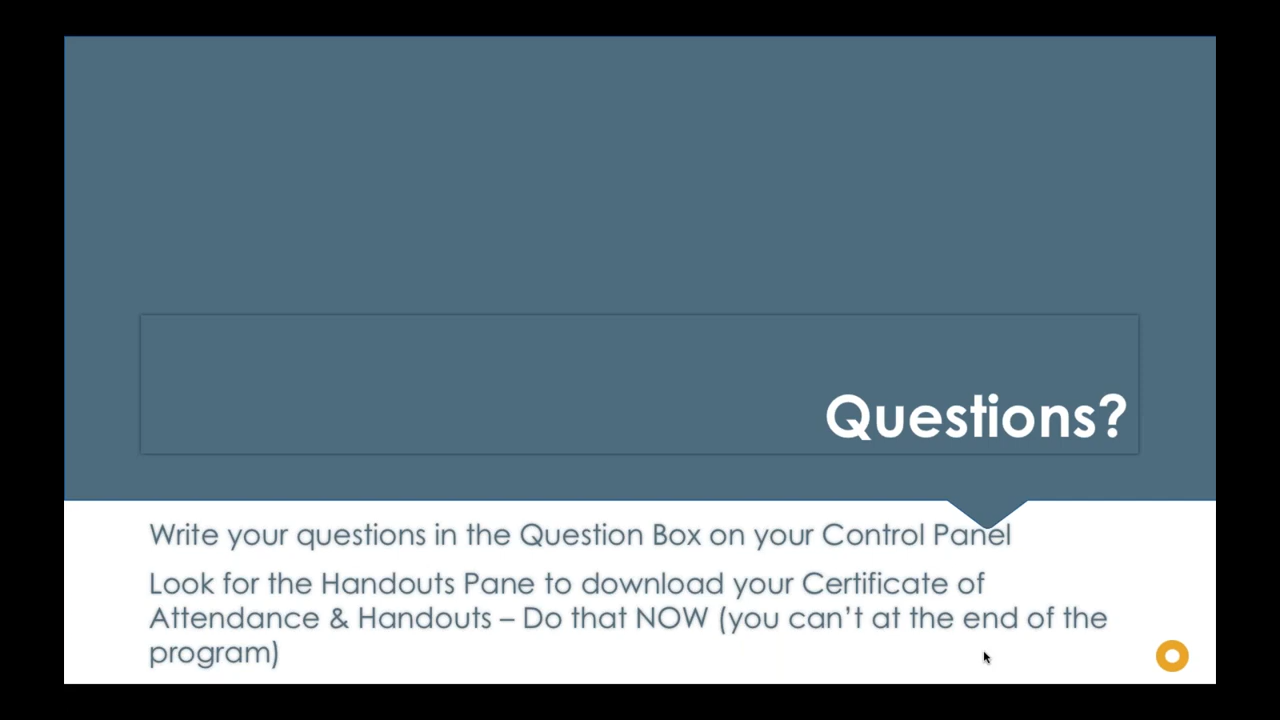 Questions?
Write your questions in the Question Box on your Control Panel
Look for the Handouts Pane to download your Certificate of
Attendance & Handouts – Do that NOW (you can’t at the end of the
program)